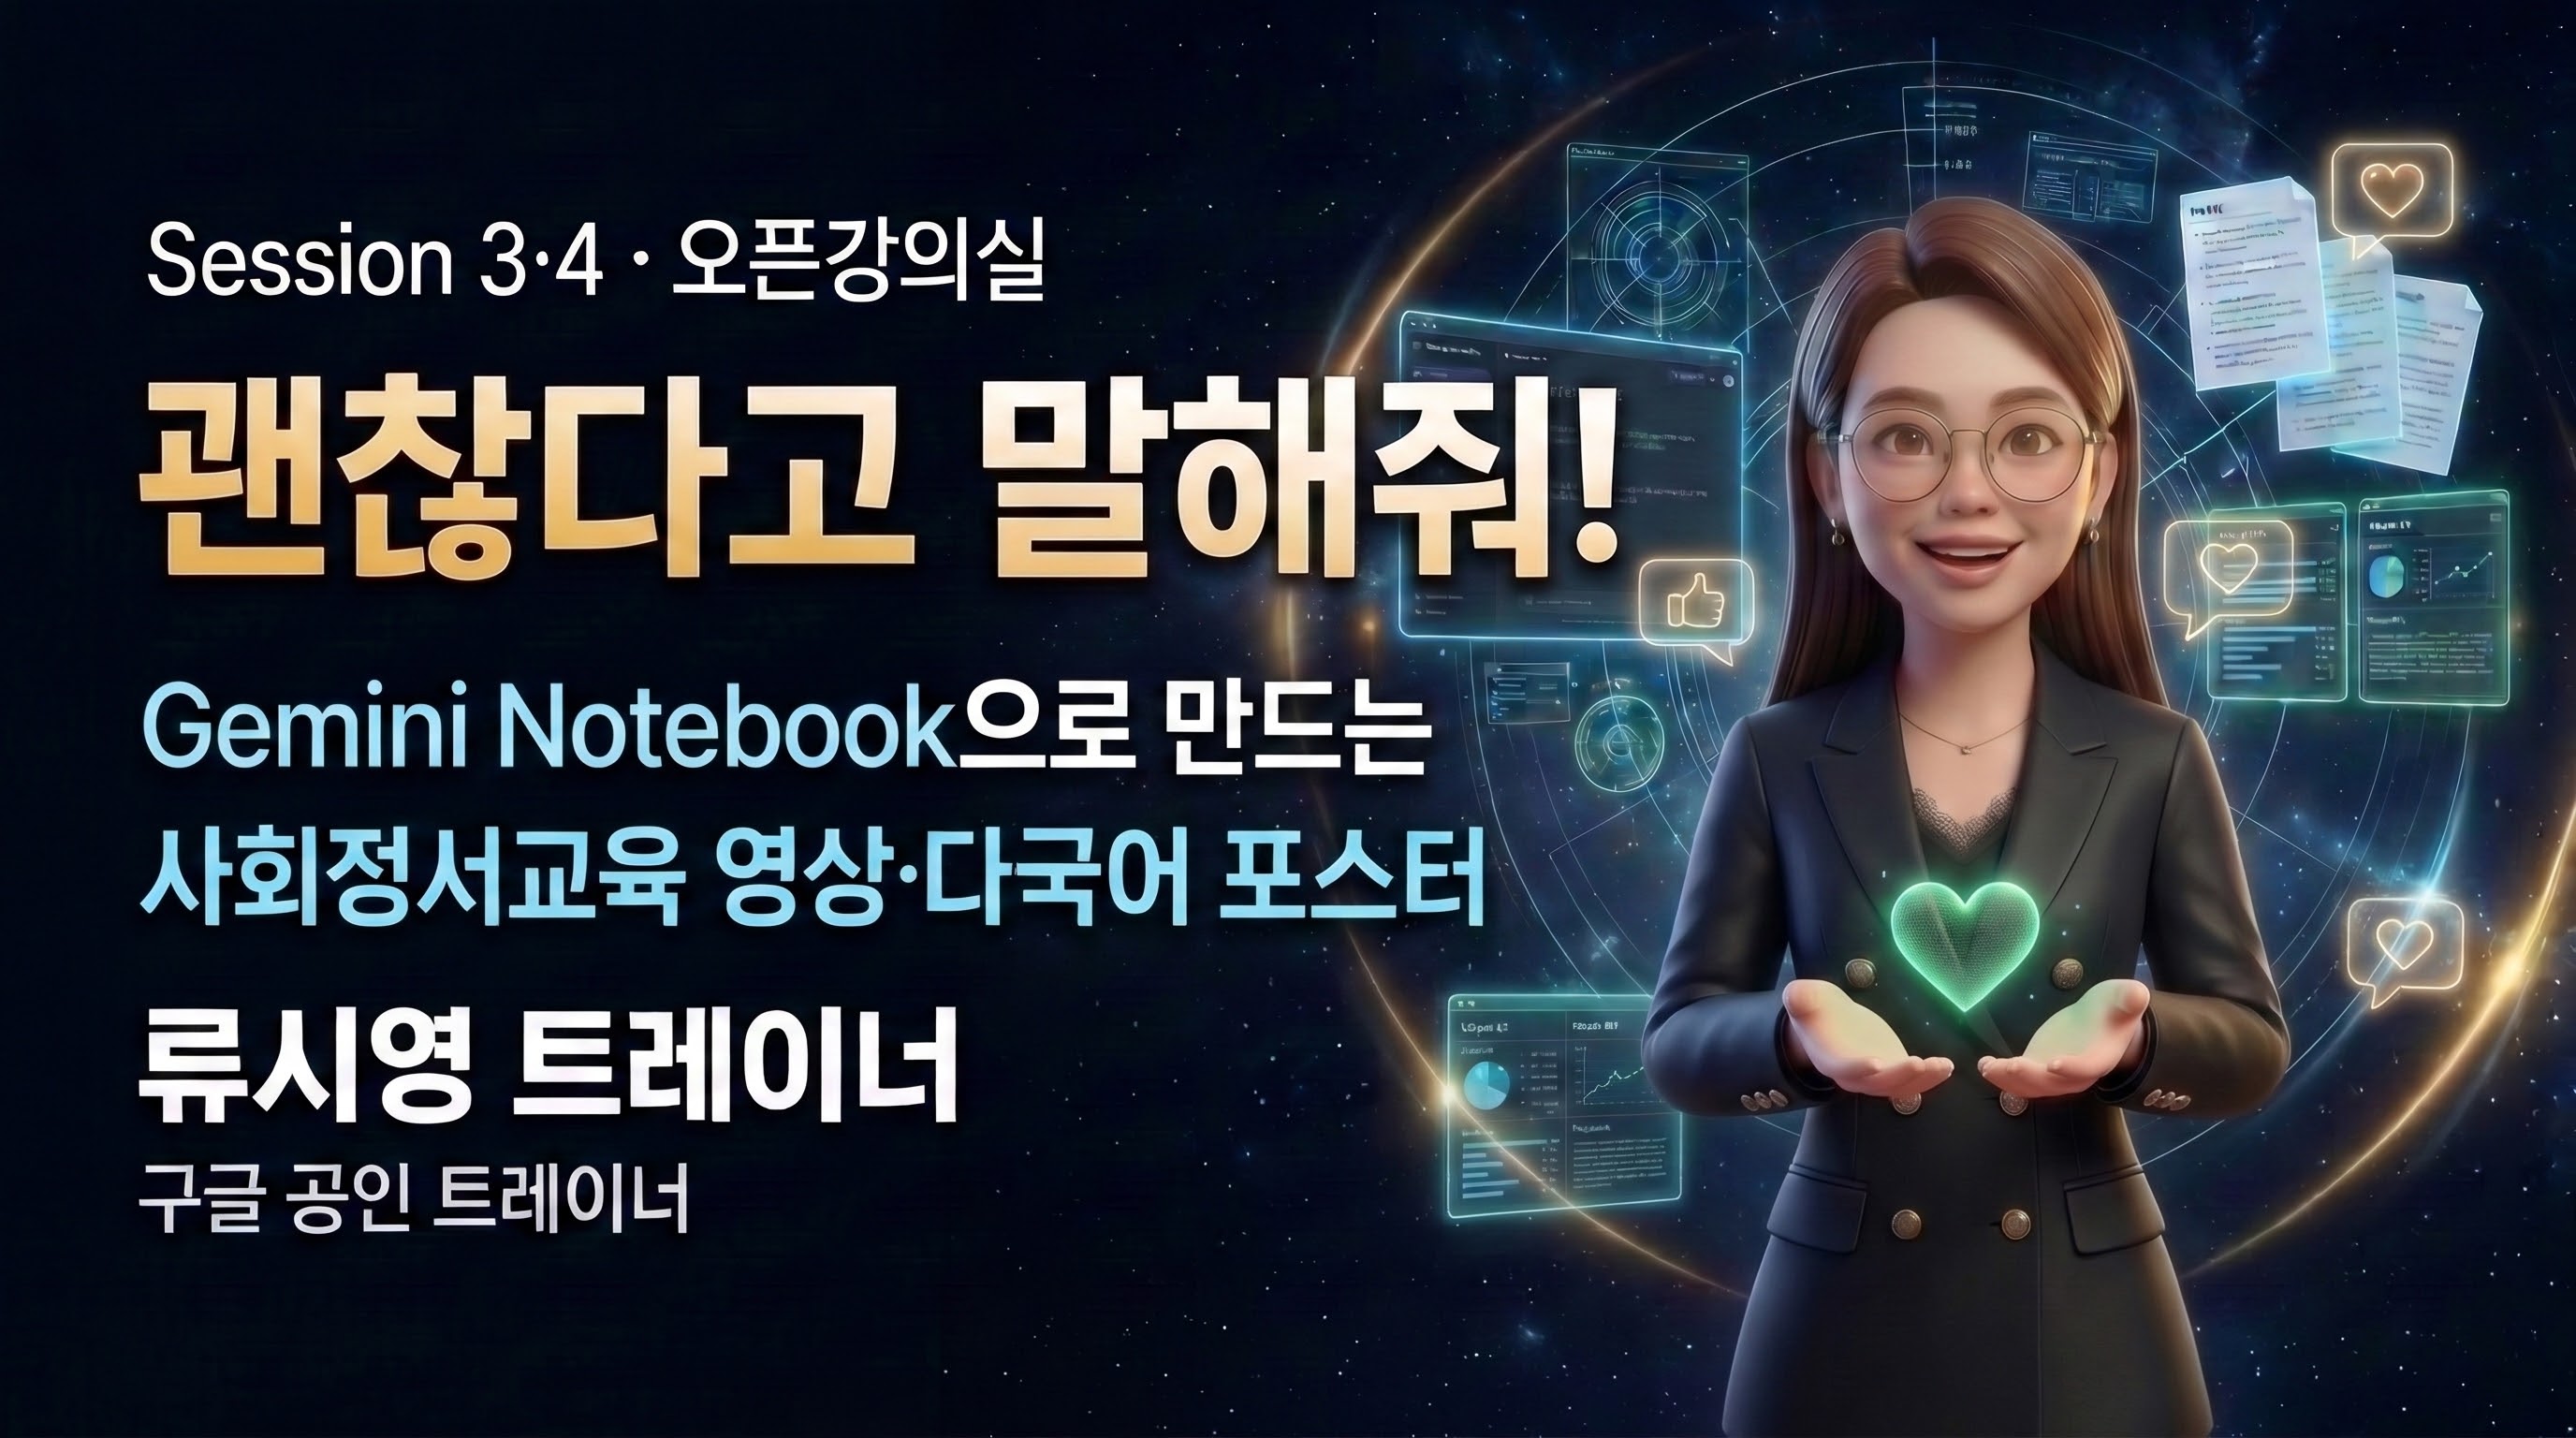 Session 3·4 · 오픈강의실
괜찮다고 말해줘!
Gemini Notebook으로 만드는
사회정서교육 영상·다국어 포스터
류시영 트레이너
구글 공인 트레이너